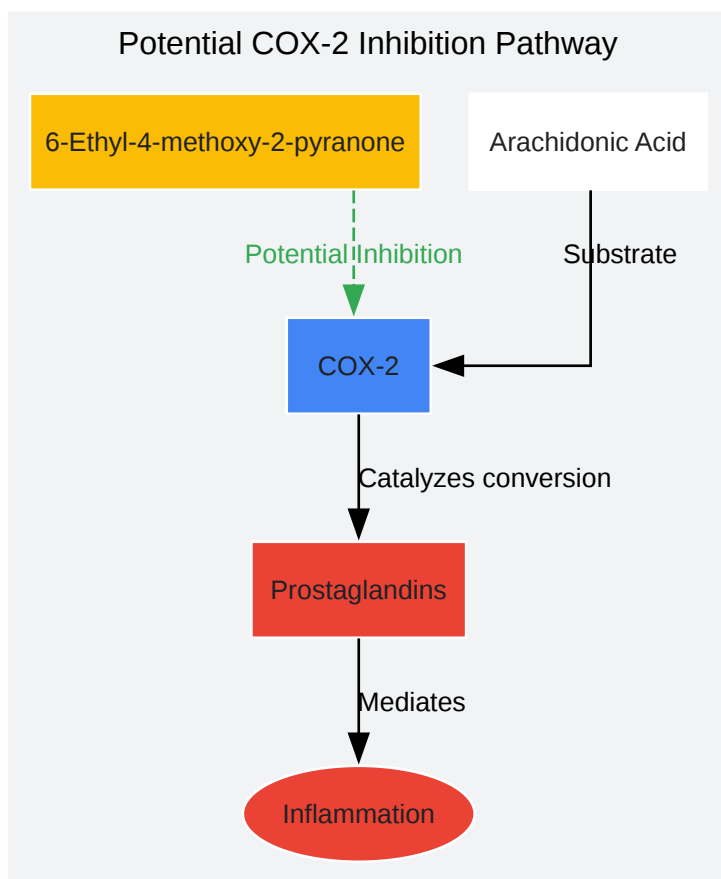 Potential COX-2 Inhibition Pathway
6-Ethyl-4-methoxy-2-pyranone
Arachidonic Acid
Potential Inhibition
Substrate
COX-2
Catalyzes conversion
Prostaglandins
Mediates
Inflammation